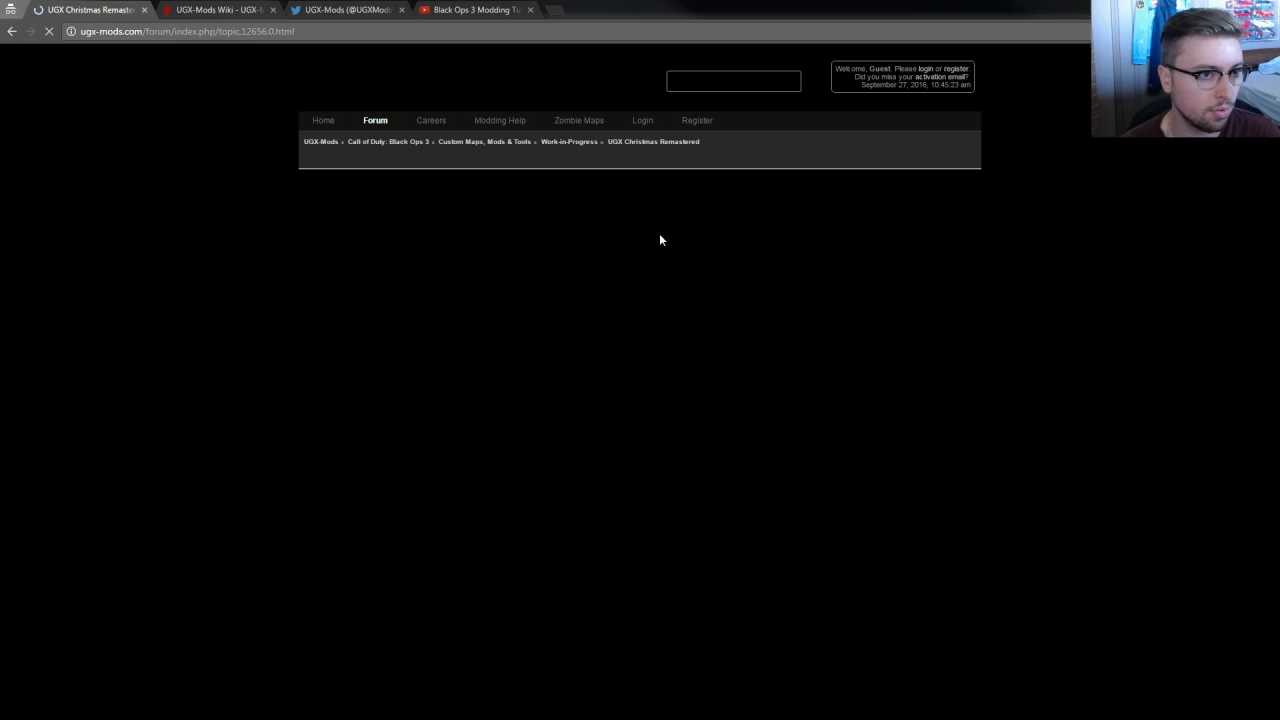 UGX Christmas Remaste
UGX-Mods Wiki - UGX-
UGX-Mods (@UGXMods
Black Ops 3 Modding Tu
ugx-mods.com/forum/index.php/topic,12656.0.html
Welcome, Guest. Please login or register.
Did you miss your activation email?
September 27, 2016, 10:45:23 am
Home Forum Careers Modding Help Zombie Maps Login Register
UGX-Mods » Call of Duty: Black Ops 3 » Custom Maps, Mods & Tools » Work-in-Progress » UGX Christmas Remastered